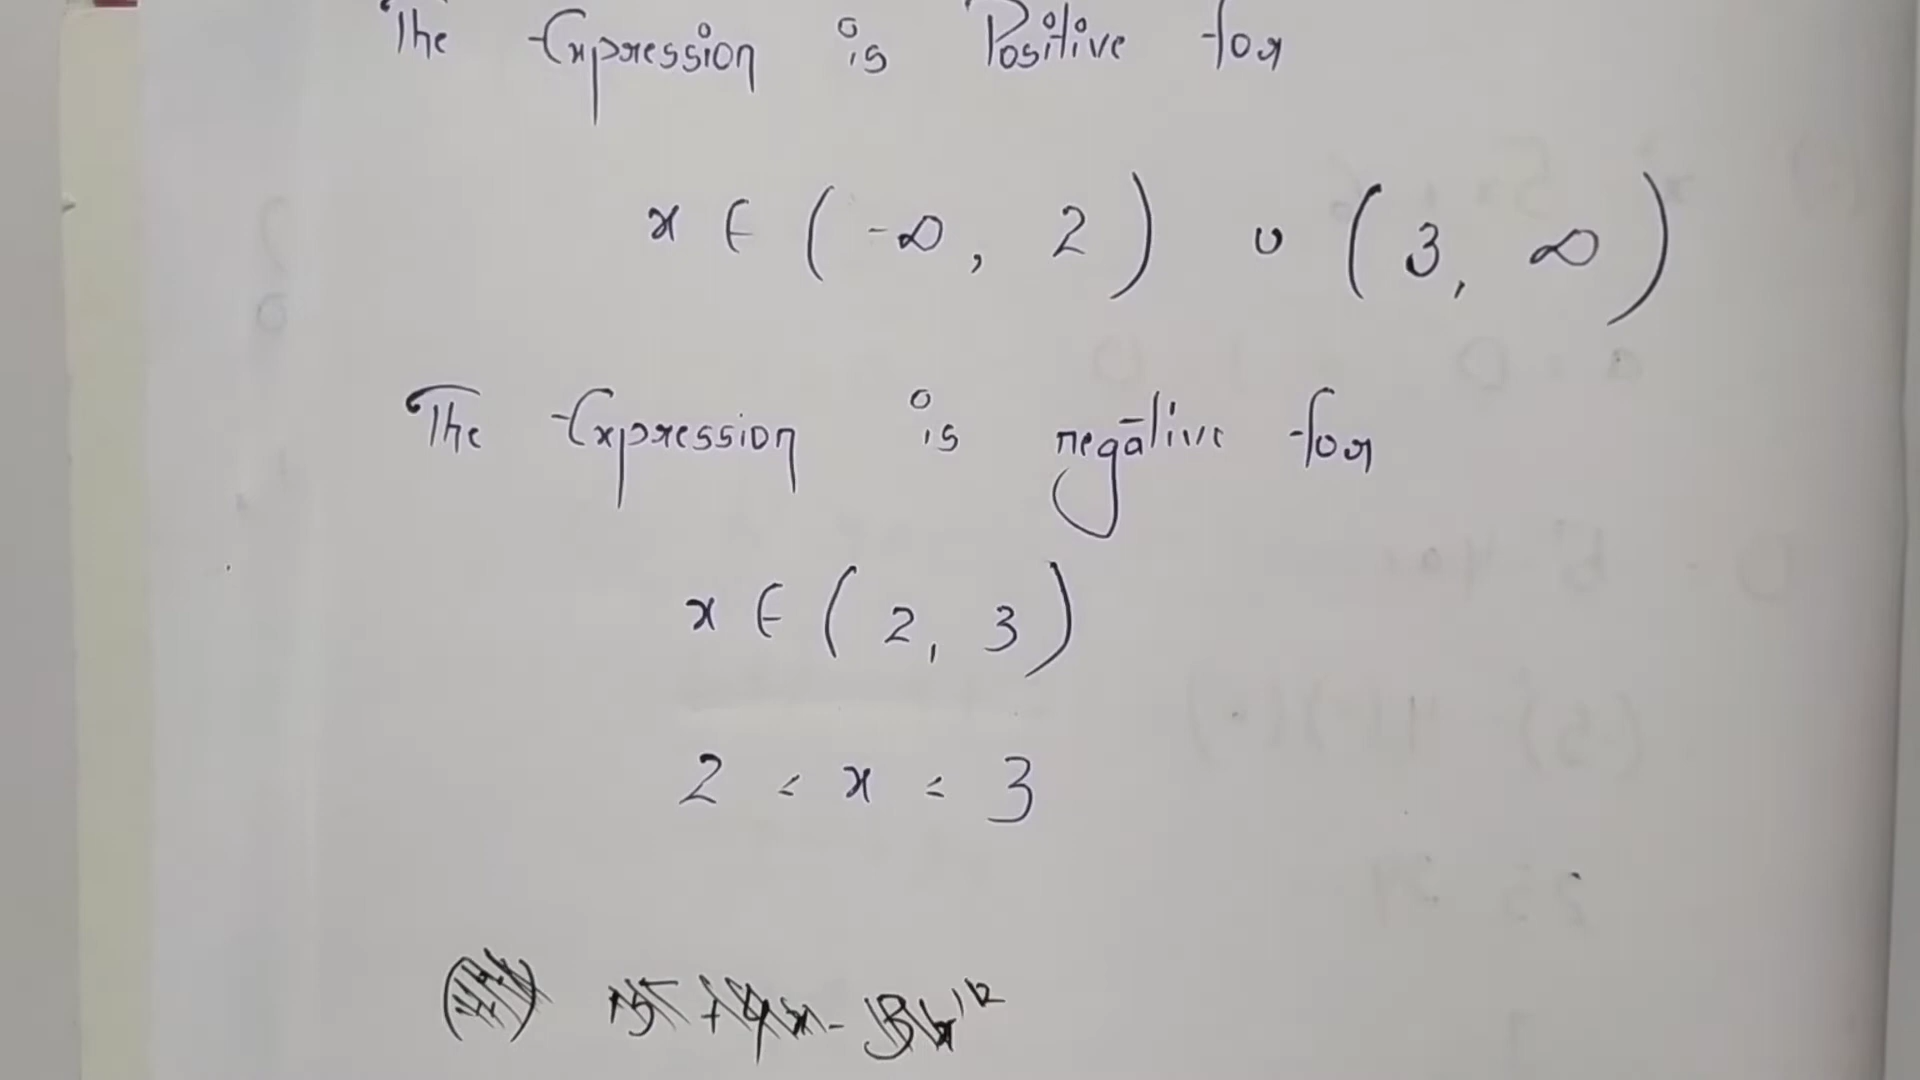 The Expression is Positive for
x ∈ (-∞, 2) ∪ (3, ∞)
The Expression is negative for
x ∈ (2, 3)
2 < x < 3